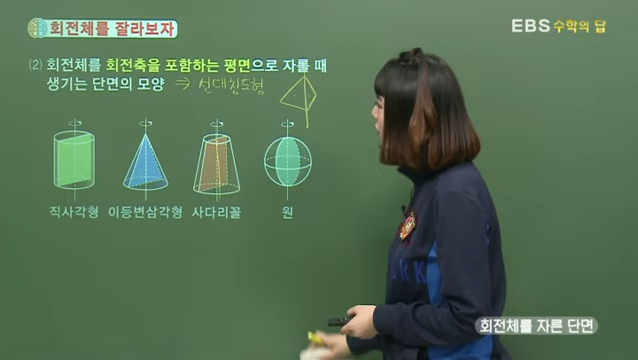 회전체를 잘라보자
EBS 수학의 답
(2) 회전체를 회전축을 포함하는 평면으로 자를 때
생기는 단면의 모양 ⇒ 선대칭도형
직사각형 이등변삼각형 사다리꼴 원
회전체를 자른 단면